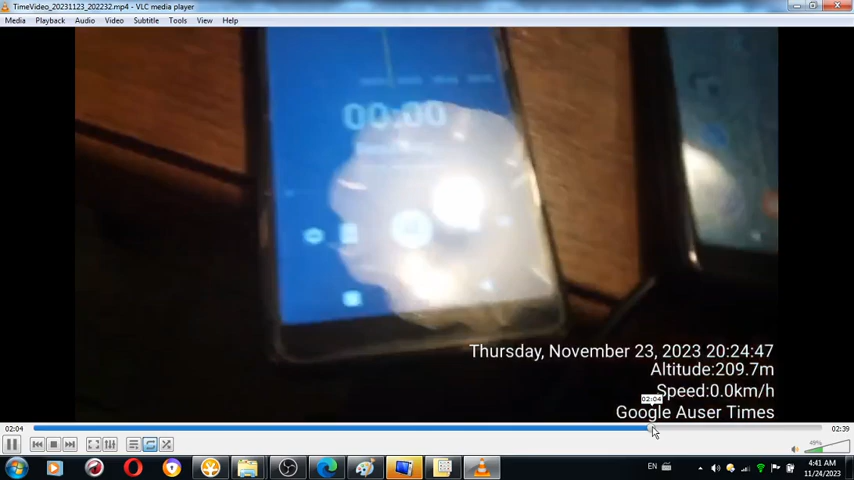 TimeVideo_20231123_202232.mp4 - VLC media player
Media Playback Audio Video Subtitle Tools View Help
00:00
Thursday, November 23, 2023 20:24:47
Altitude:209.7m
Speed:0.0km/h
02:04
Google Auser Times
02:04
02:39
49%
EN
4:41 AM
11/24/2023